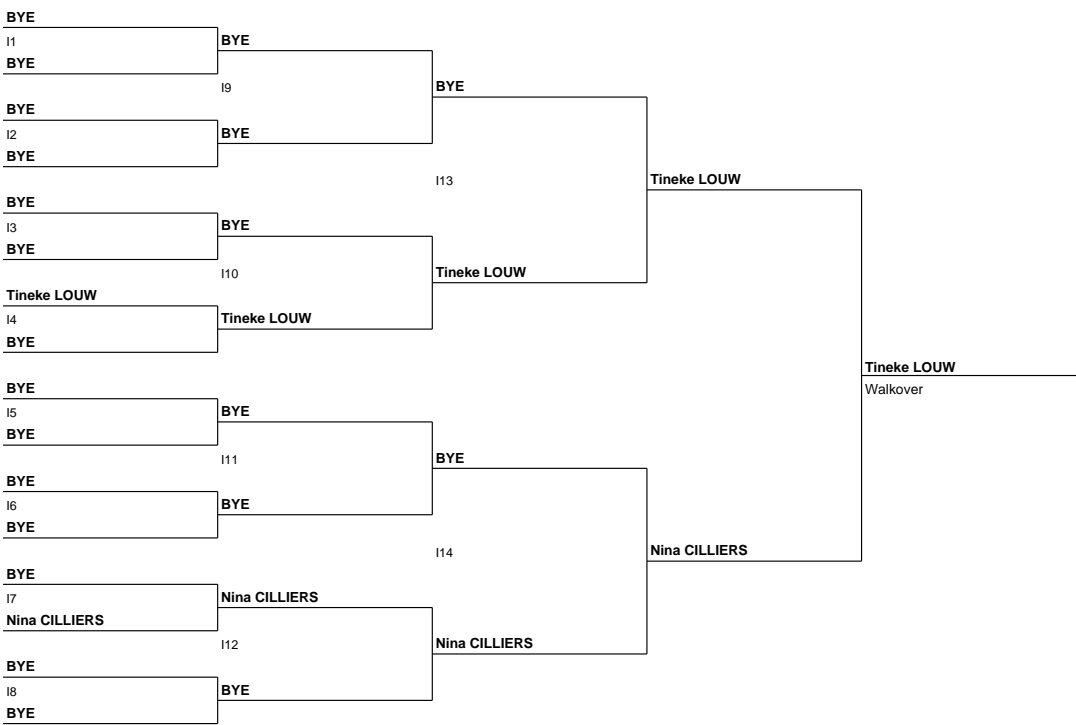 BYE
I1
BYE
BYE
I9
BYE
BYE
I2
BYE
BYE
I13
Tineke LOUW
BYE
I3
BYE
BYE
I10
Tineke LOUW
Tineke LOUW
I4
Tineke LOUW
BYE
Tineke LOUW
Walkover
BYE
I5
BYE
BYE
I11
BYE
BYE
I6
BYE
BYE
I14
Nina CILLIERS
BYE
I7
Nina CILLIERS
Nina CILLIERS
I12
Nina CILLIERS
BYE
I8
BYE
BYE